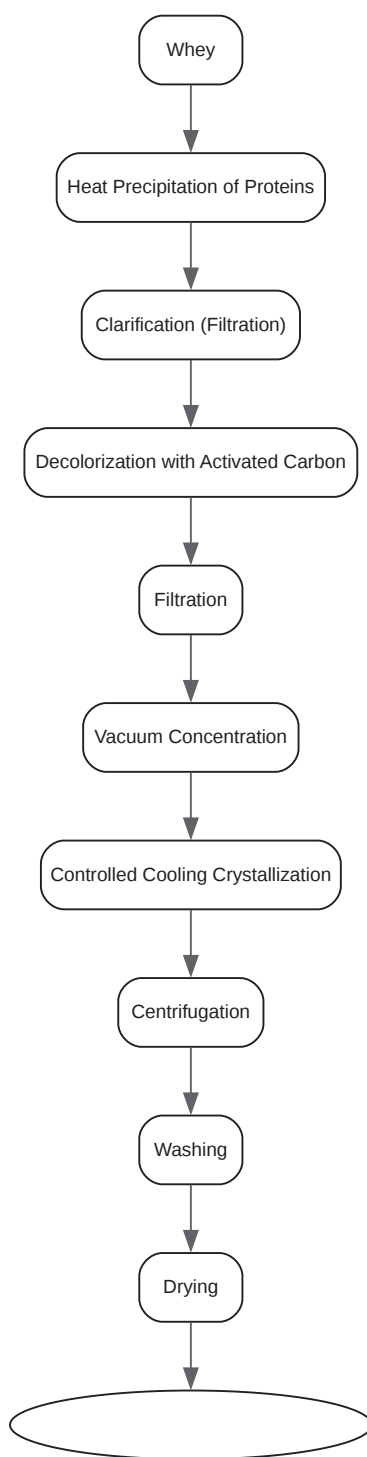 Whey
Heat Precipitation of Proteins
Clarification (Filtration)
Decolorization with Activated Carbon
Filtration
Vacuum Concentration
Controlled Cooling Crystallization
Centrifugation
Washing
Drying